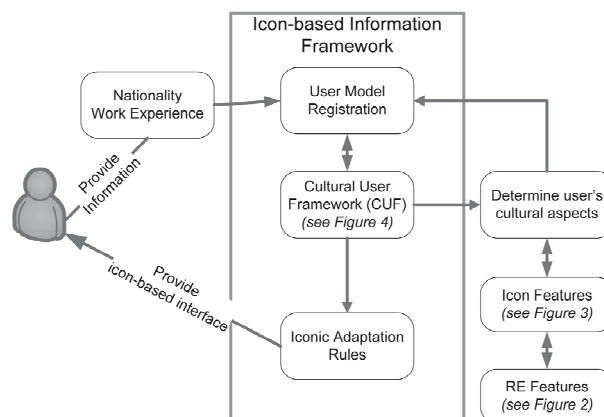 Icon-based Information
Framework
Nationality
Work Experience
User Model
Registration
Provide
Information
Cultural User
Framework (CUF)
(see Figure 4)
Determine user's
cultural aspects
Provide
icon-based interface
Icon Features
(see Figure 3)
Iconic Adaptation
Rules
RE Features
(see Figure 2)